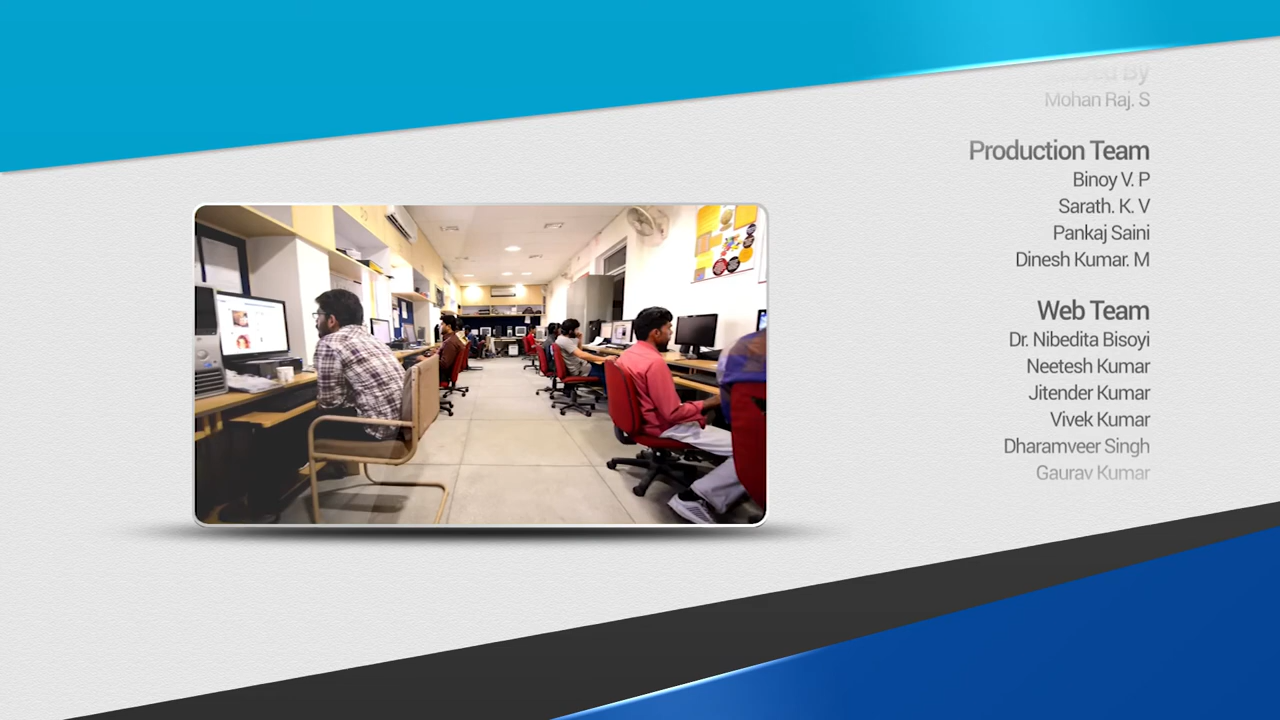 By
Mohan Raj. S
Production Team
Binoy V. P
Sarath. K. V
Pankaj Saini
Dinesh Kumar. M
Web Team
Dr. Nibedita Bisoyi
Neetesh Kumar
Jitender Kumar
Vivek Kumar
Dharamveer Singh
Gaurav Kumar